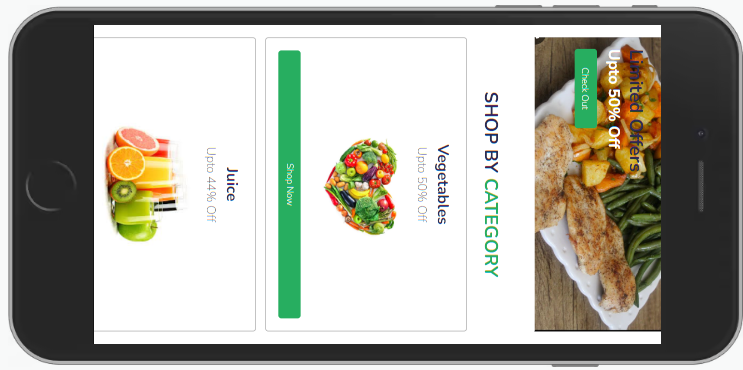 Limited Offers
Upto 50% Off
Check Out
SHOP BY CATEGORY
Vegetables
Upto 50% Off
Shop Now
Juice
Upto 44% Off